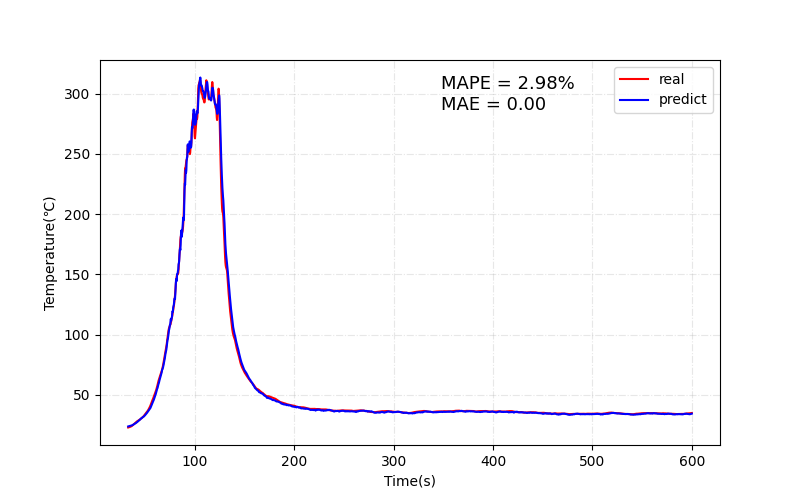 MAPE = 2.98%
MAE = 0.00
real
predict
300
250
200
150
100
50
Temperature(℃)
100 200 300 400 500 600
Time(s)